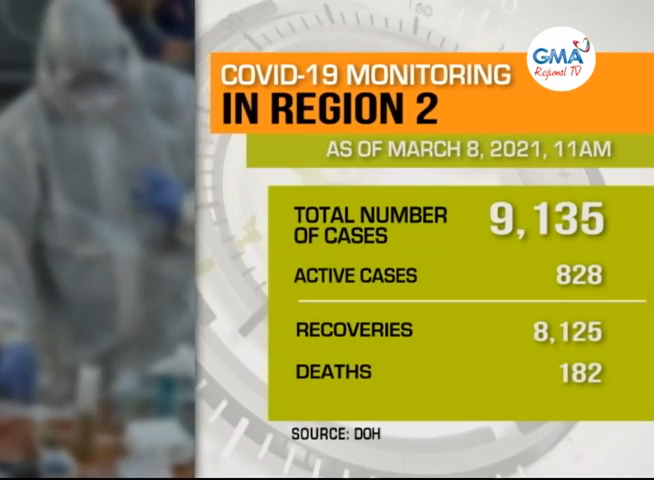 GMA
Regional TV
COVID-19 MONITORING
IN REGION 2
AS OF MARCH 8, 2021, 11AM
TOTAL NUMBER
OF CASES
9,135
ACTIVE CASES 828
RECOVERIES 8,125
DEATHS 182
SOURCE: DOH